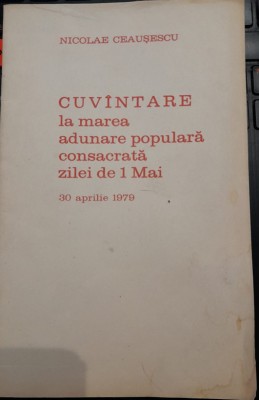 NICOLAE CEAUŞESCU
CUVÎNTARE
la marea
adunare populară
consacrată
zilei de 1 Mai
30 aprilie 1979